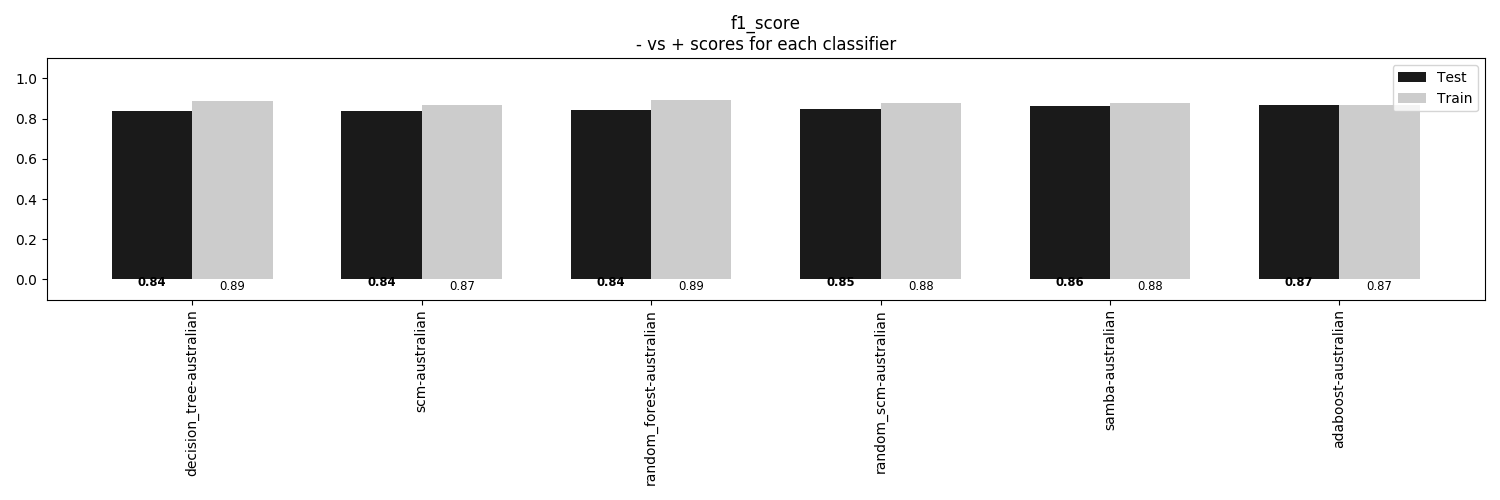 f1_score
- vs + scores for each classifier
Test
Train
1.0
0.8
0.6
0.4
0.2
0.0
0.84 0.89 0.84 0.87 0.84 0.89 0.85 0.88 0.86 0.88 0.87 0.87
decision_tree-australian
scm-australian
random_forest-australian
random_scm-australian
samba-australian
adaboost-australian